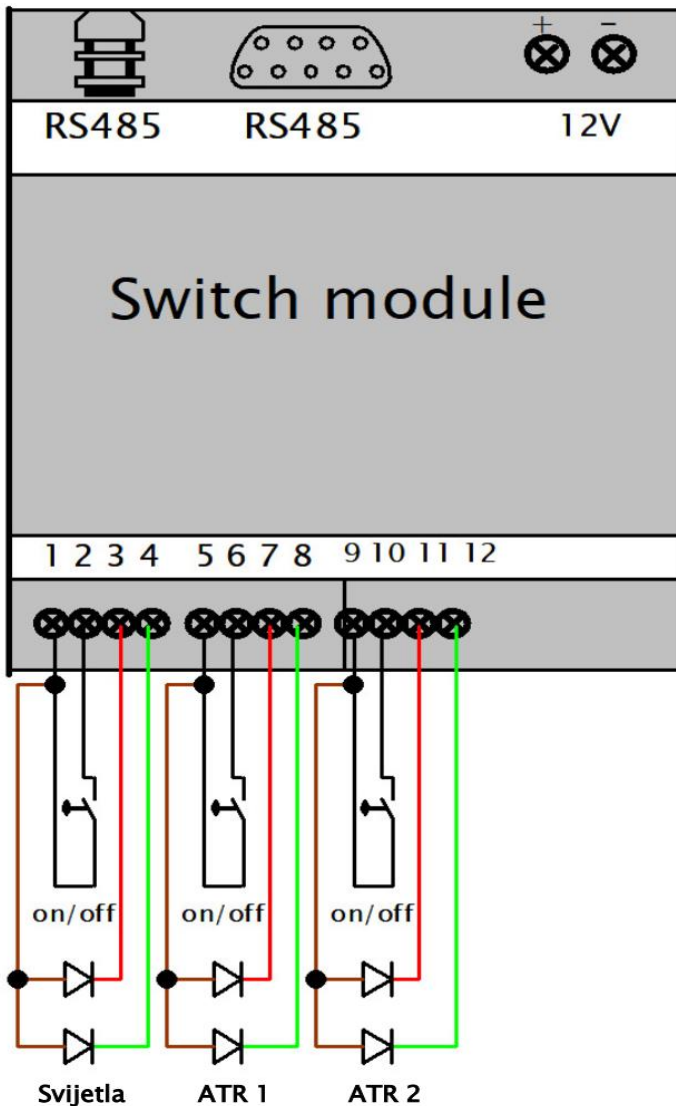 + −
RS485 RS485 12V
Switch module
1 2 3 4 5 6 7 8 9 10 11 12
on/off on/off on/off
Svijetla ATR 1 ATR 2